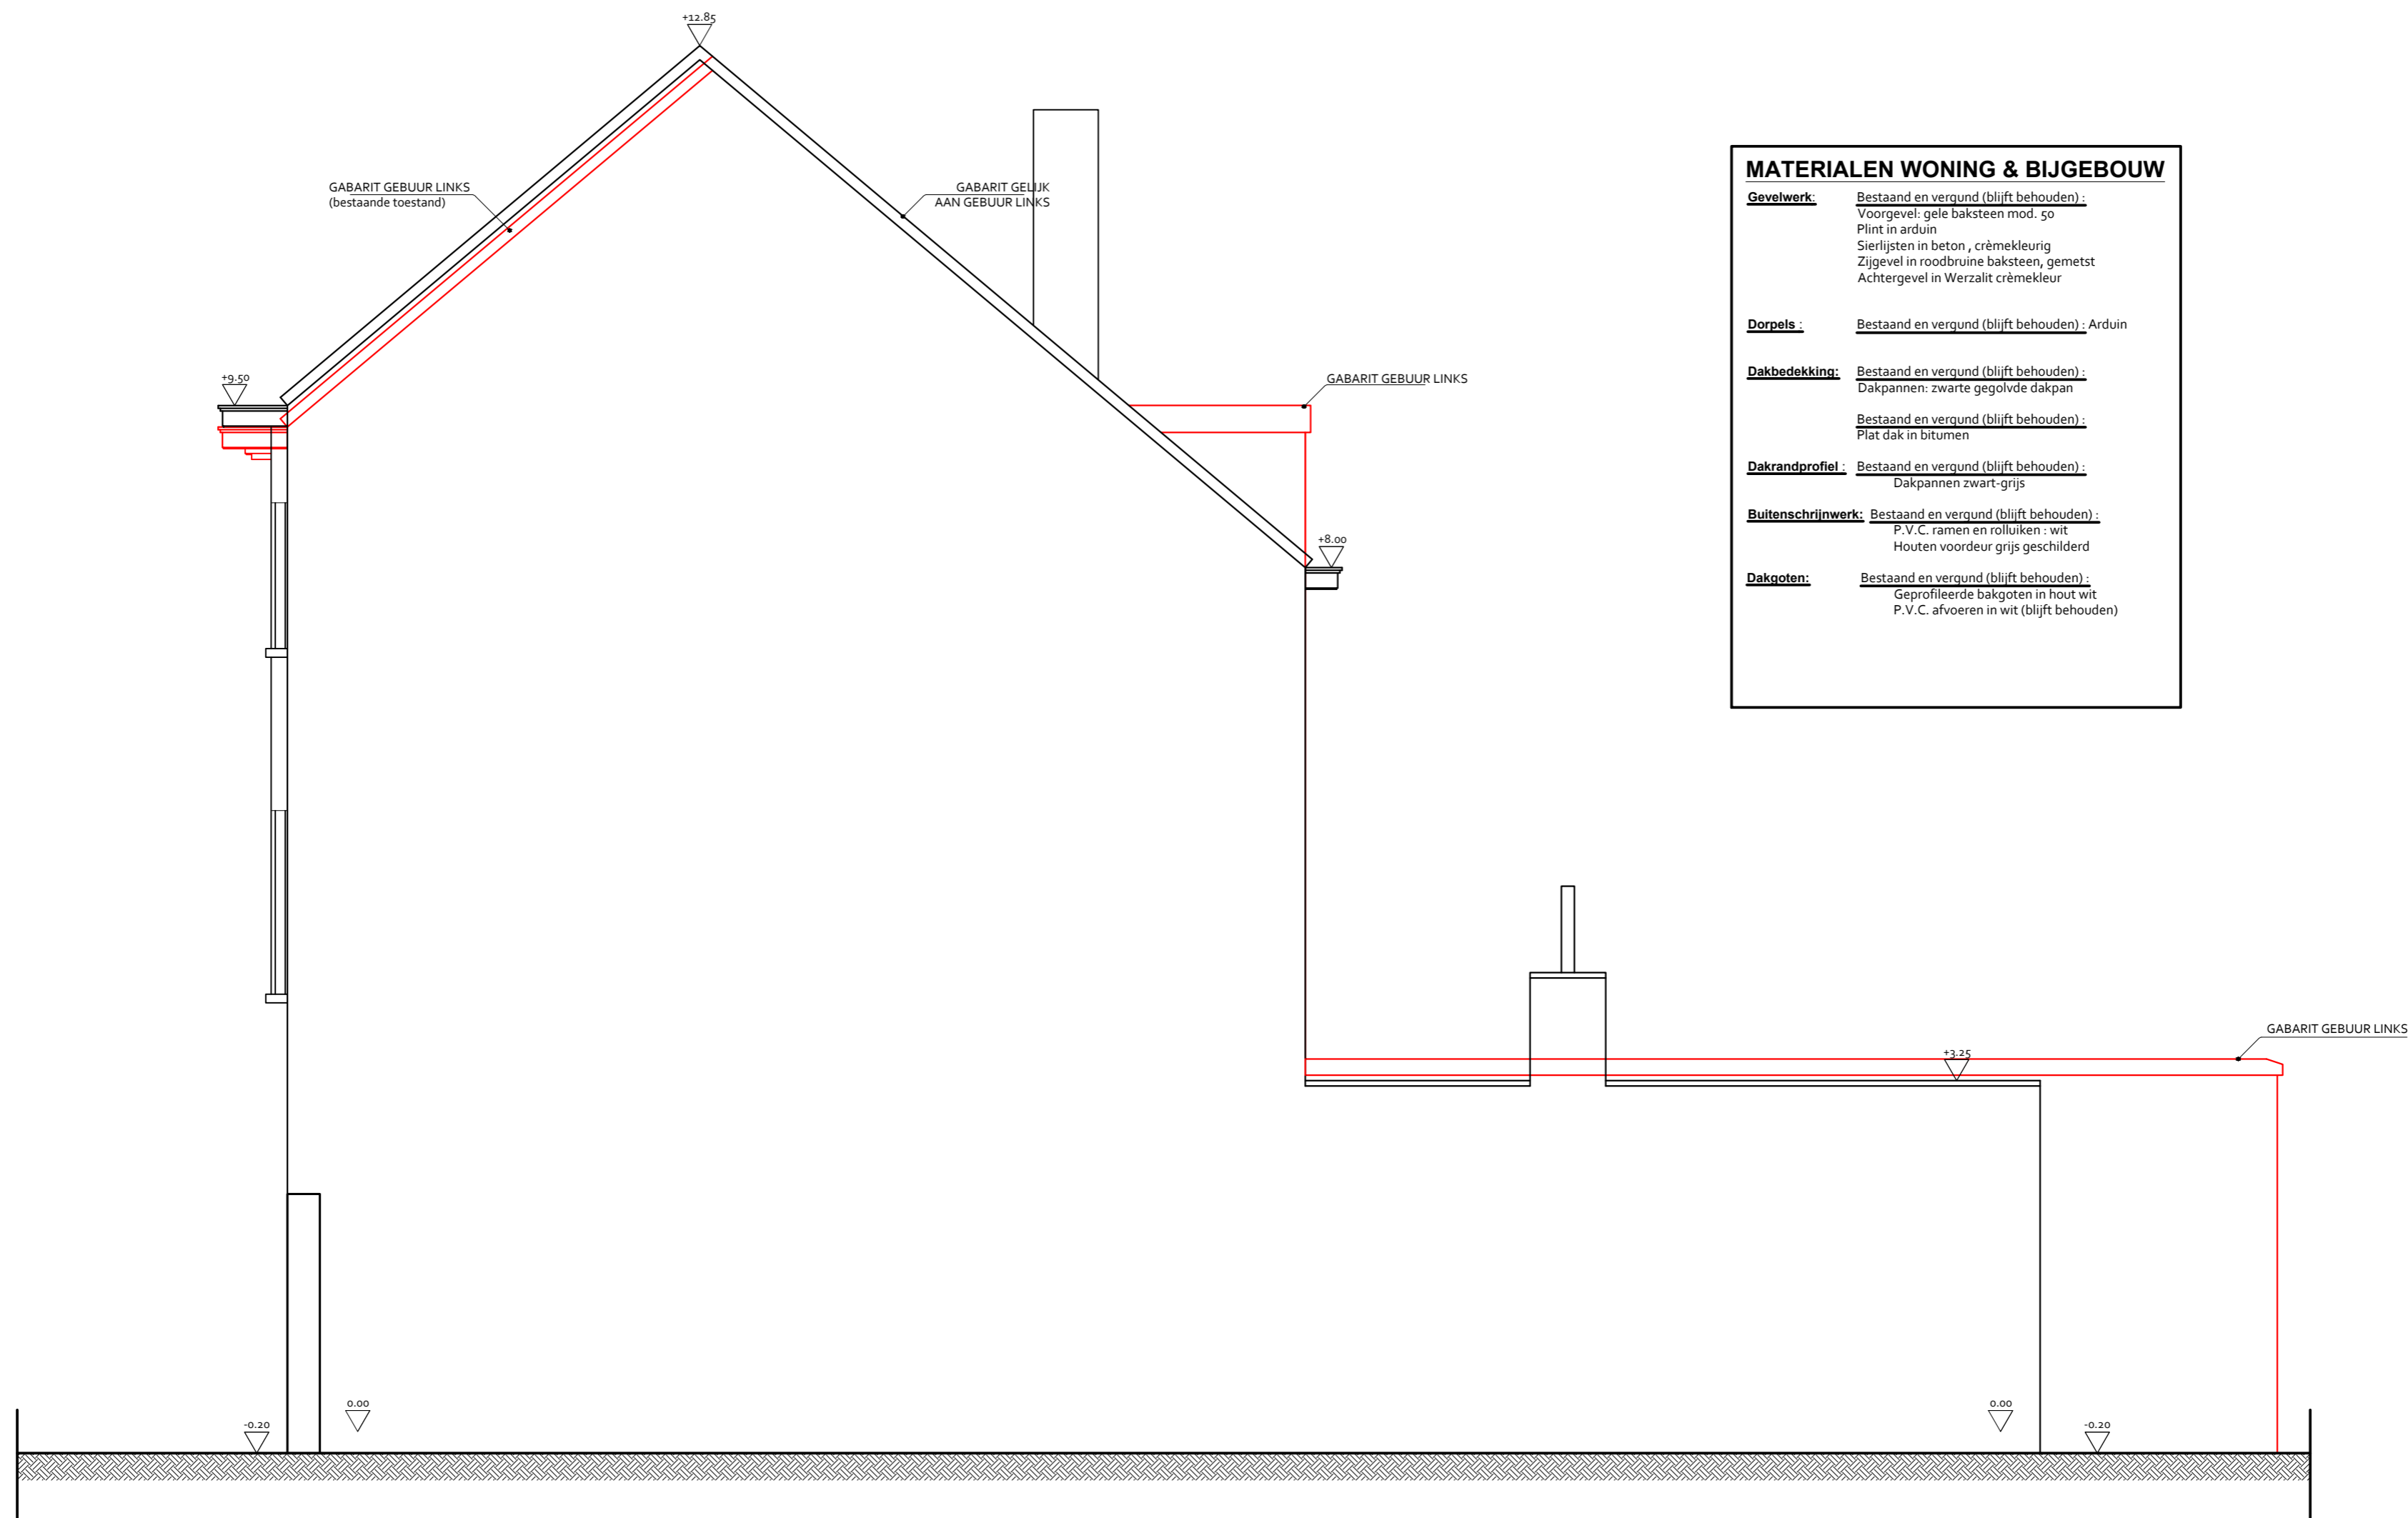 +12.85
GABARIT GEBUUR LINKS
(bestaande toestand)
GABARIT GELIJK
AAN GEBUUR LINKS
+9.50
GABARIT GEBUUR LINKS
+8.00
MATERIALEN WONING & BIJGEBOUW
Gevelwerk: Bestaand en vergund (blijft behouden) :
Voorgevel: gele baksteen mod. 50
Plint in arduin
Sierlijsten in beton , crèmekleurig
Zijgevel in roodbruine baksteen, gemetst
Achtergevel in Werzalit crèmekleur
Dorpels : Bestaand en vergund (blijft behouden) : Arduin
Dakbedekking: Bestaand en vergund (blijft behouden) :
Dakpannen: zwarte gegolvde dakpan
Bestaand en vergund (blijft behouden) :
Plat dak in bitumen
Dakrandprofiel : Bestaand en vergund (blijft behouden) :
Dakpannen zwart-grijs
Buitenschrijnwerk: Bestaand en vergund (blijft behouden) :
P.V.C. ramen en rolluiken : wit
Houten voordeur grijs geschilderd
Dakgoten: Bestaand en vergund (blijft behouden) :
Geprofileerde bakgoten in hout wit
P.V.C. afvoeren in wit (blijft behouden)
GABARIT GEBUUR LINKS
+3.25
-0.20
0.00
0.00
-0.20